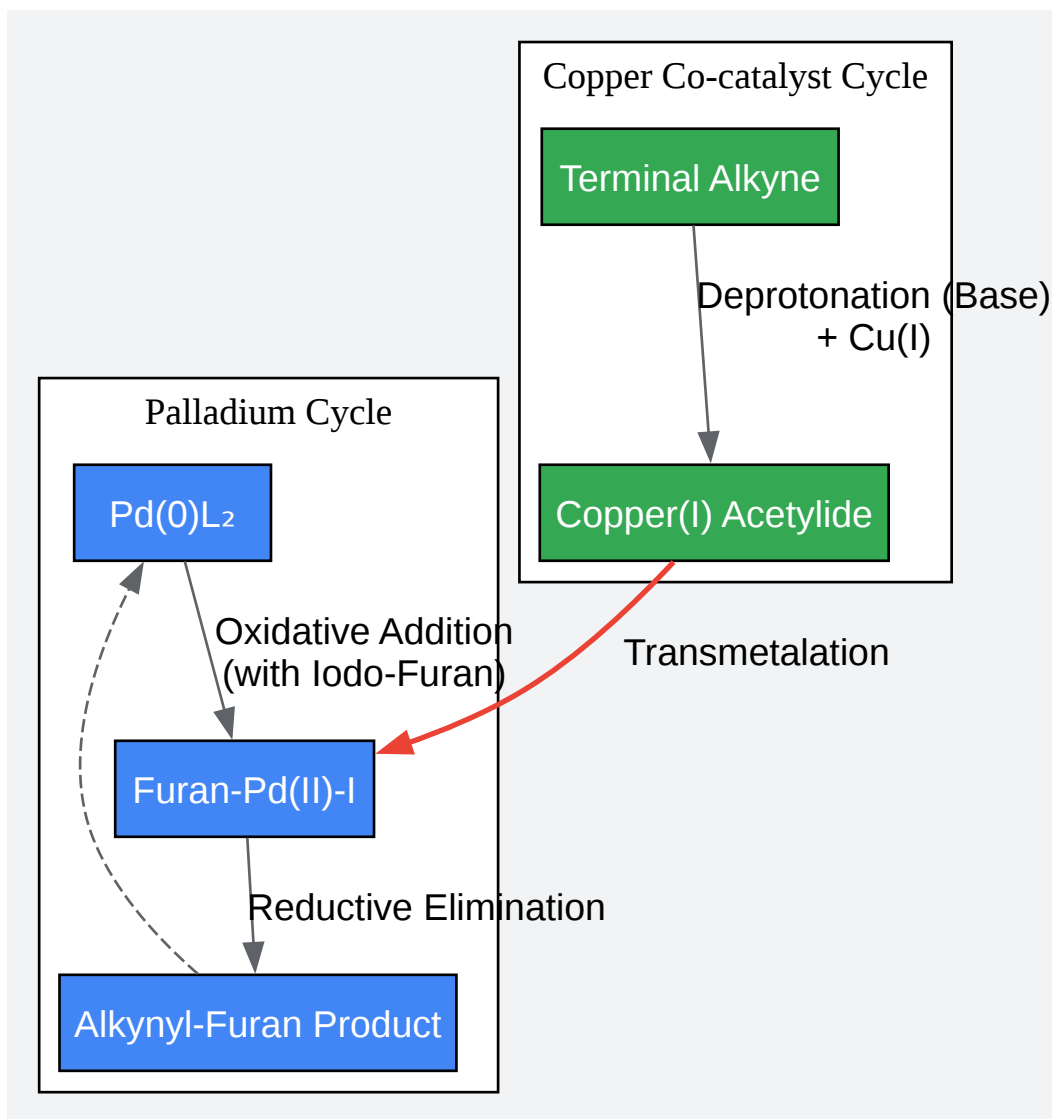 Copper Co-catalyst Cycle
Terminal Alkyne
Deprotonation (Base)
+ Cu(I)
Copper(I) Acetylide
Transmetalation
Palladium Cycle
Pd(0)L₂
Oxidative Addition
(with Iodo-Furan)
Furan-Pd(II)-I
Reductive Elimination
Alkynyl-Furan Product